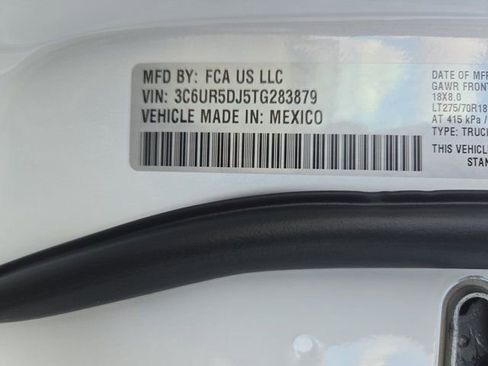 MFD BY: FCA US LLC
VIN: 3C6UR5DJ5TG283879
VEHICLE MADE IN: MEXICO
DATE OF MFR
GAWR FRONT
18X8.0
LT275/70R18
AT 415 kPa /
TYPE: TRUCK
THIS VEHICLE
STAN